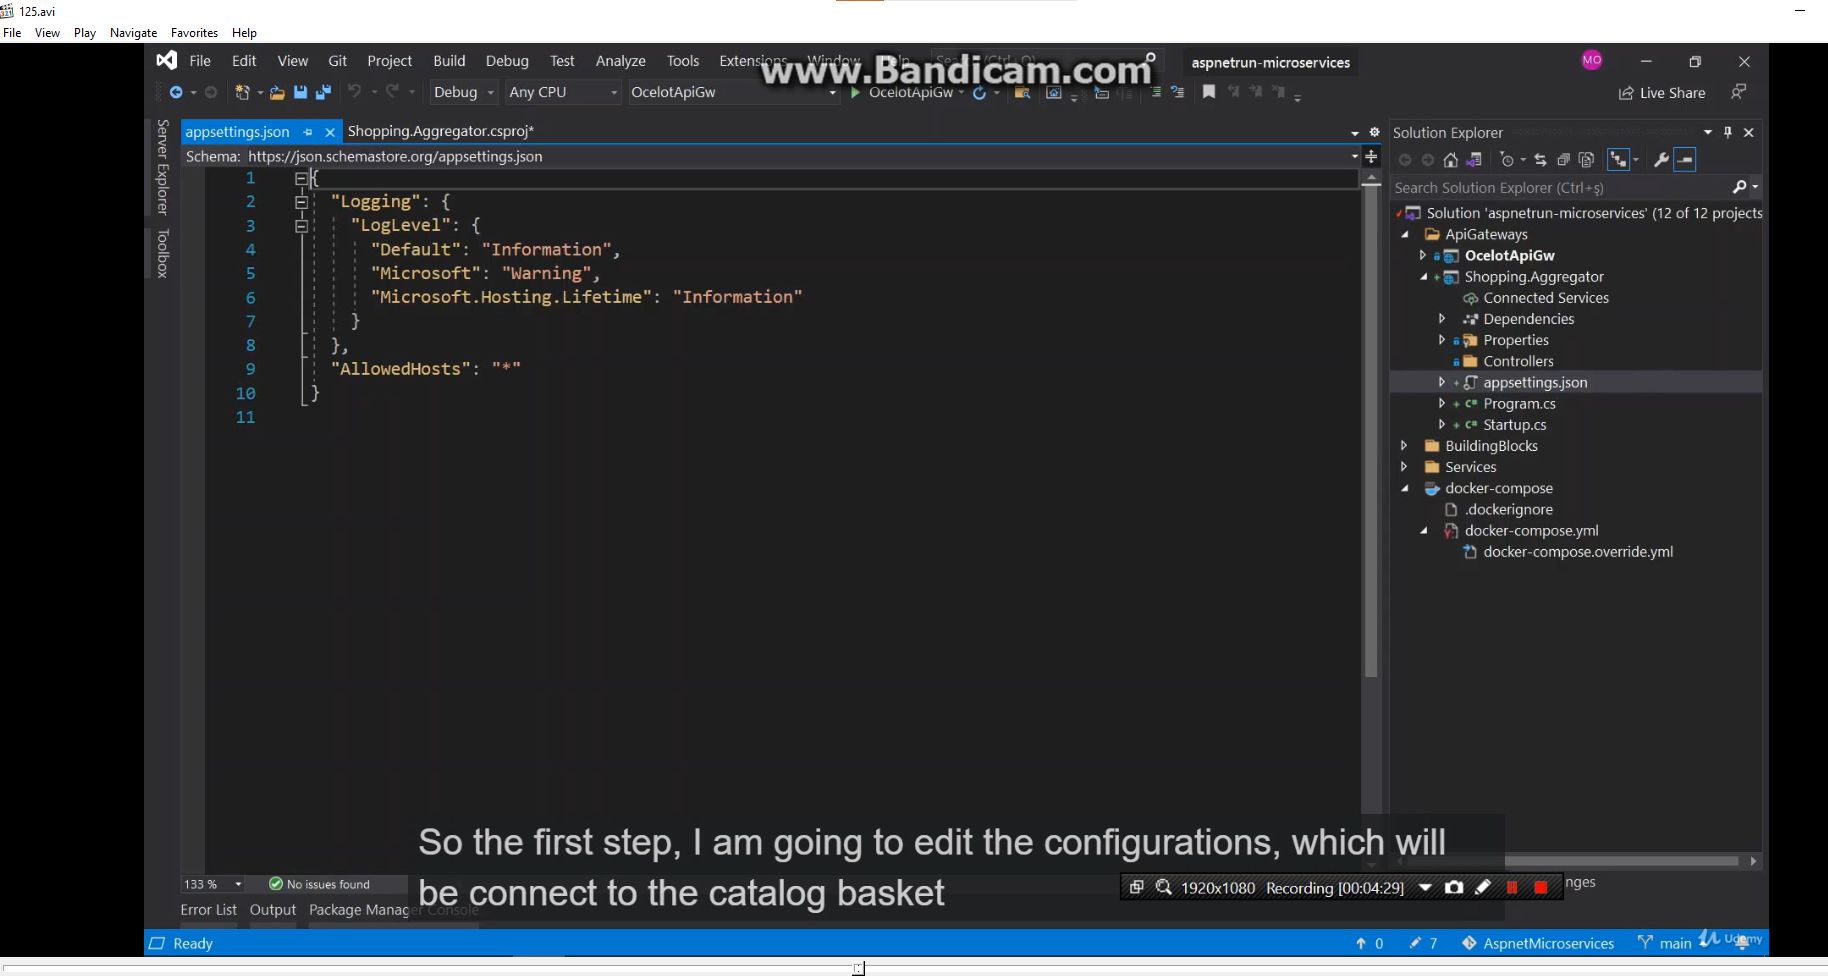 125.avi
File View Play Navigate Favorites Help
File Edit View Git Project Build Debug Test Analyze Tools Extensions Window Help
www.Bandicam.com
aspnetrun-microservices
MO
Debug Any CPU OcelotApiGw OcelotApiGw
Live Share
Server Explorer
Toolbox
appsettings.json Shopping.Aggregator.csproj*
Schema: https://json.schemastore.org/appsettings.json
1 {
2 "Logging": {
3 "LogLevel": {
4 "Default": "Information",
5 "Microsoft": "Warning",
6 "Microsoft.Hosting.Lifetime": "Information"
7 }
8 },
9 "AllowedHosts": "*"
10 }
11
Solution Explorer
Search Solution Explorer (Ctrl+ş)
Solution 'aspnetrun-microservices' (12 of 12 projects
ApiGateways
OcelotApiGw
Shopping.Aggregator
Connected Services
Dependencies
Properties
Controllers
appsettings.json
Program.cs
Startup.cs
BuildingBlocks
Services
docker-compose
.dockerignore
docker-compose.yml
docker-compose.override.yml
So the first step, I am going to edit the configurations, which will
be connect to the catalog basket
133 % No issues found
1920x1080 Recording [00:04:29]
nges
Error List Output Package Manager Console
Ready
0 7 AspnetMicroservices main
Udemy